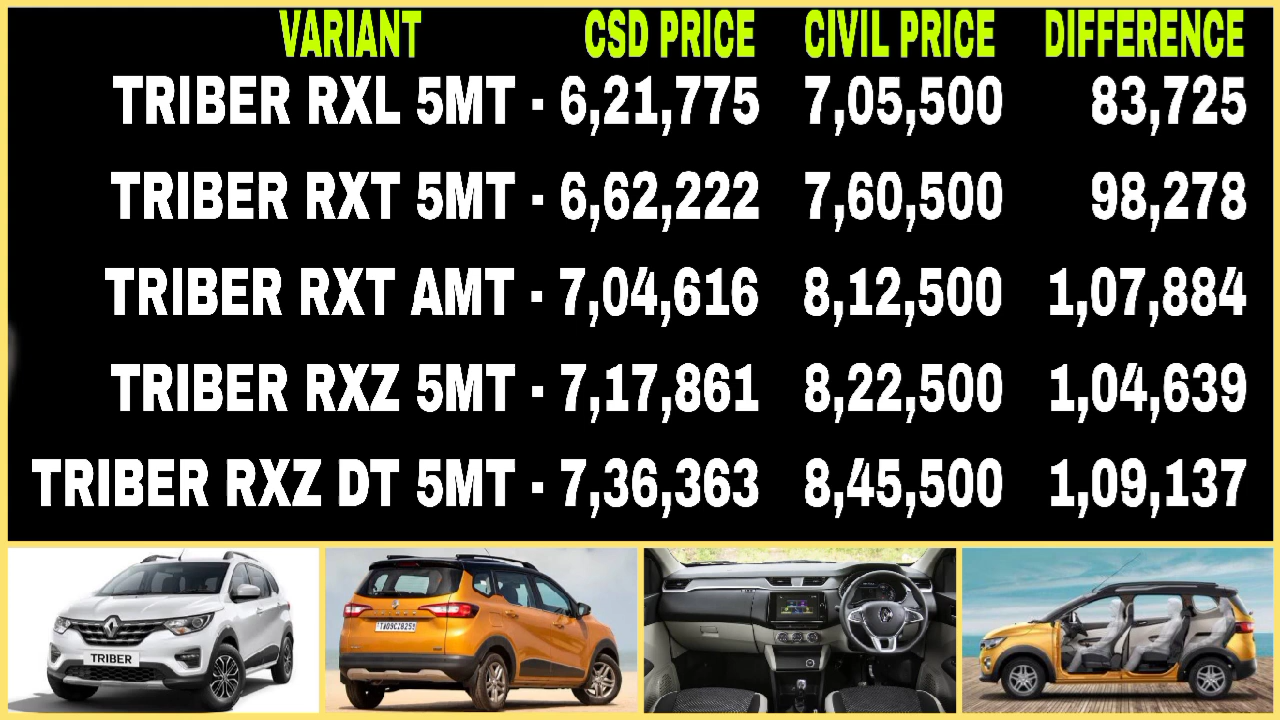 VARIANT CSD PRICE CIVIL PRICE DIFFERENCE
TRIBER RXL 5MT - 6,21,775 7,05,500 83,725
TRIBER RXT 5MT - 6,62,222 7,60,500 98,278
TRIBER RXT AMT - 7,04,616 8,12,500 1,07,884
TRIBER RXZ 5MT - 7,17,861 8,22,500 1,04,639
TRIBER RXZ DT 5MT - 7,36,363 8,45,500 1,09,137
TRIBER